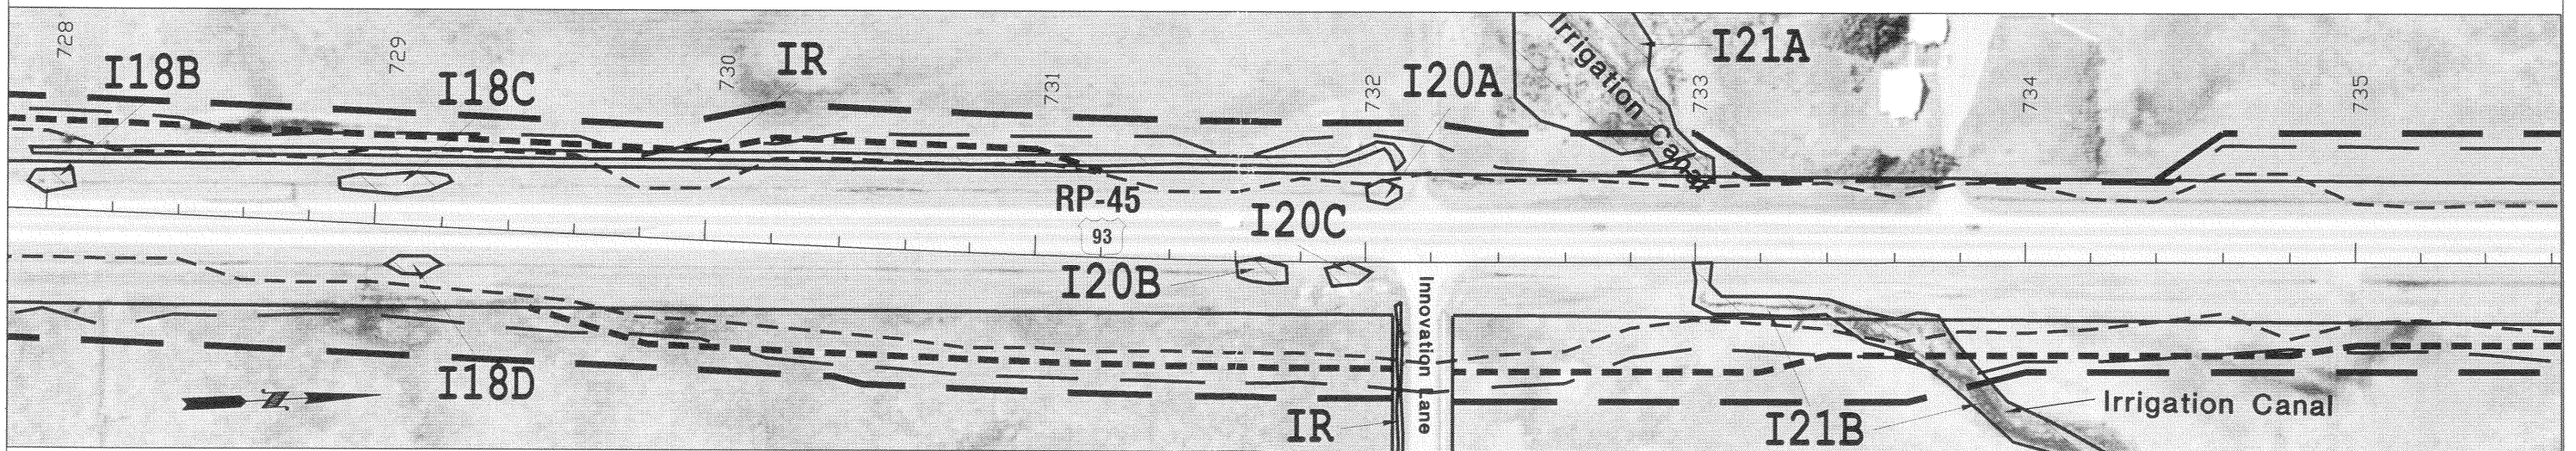 728
729
730
731
732
733
734
735
I18B
I18C
IR
I20A
Irrigation Canal
I21A
RP-45
93
I20C
I20B
Innovation Lane
I18D
N
IR
I21B
Irrigation Canal